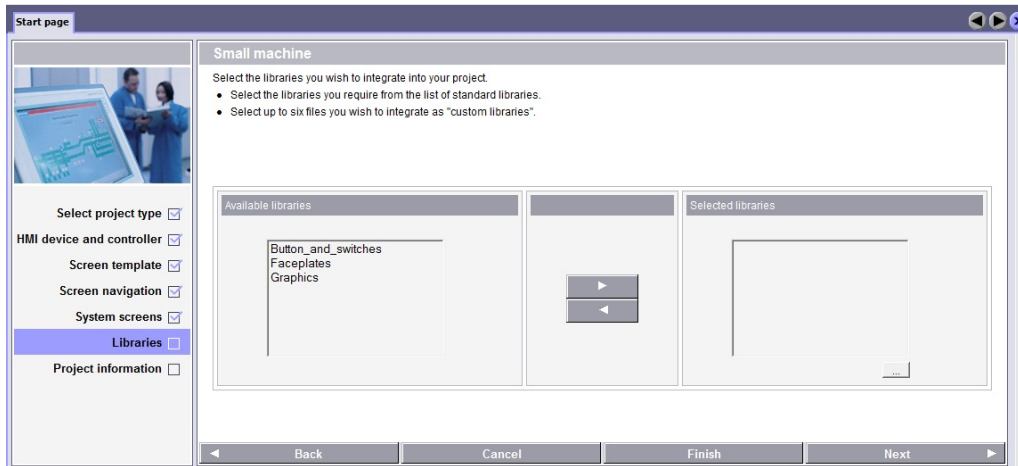 Start page
Small machine
Select the libraries you wish to integrate into your project.
• Select the libraries you require from the list of standard libraries.
• Select up to six files you wish to integrate as "custom libraries".
Select project type
HMI device and controller
Screen template
Screen navigation
System screens
Libraries
Project information
Available libraries
Button_and_switches
Faceplates
Graphics
Selected libraries
...
Back
Cancel
Finish
Next